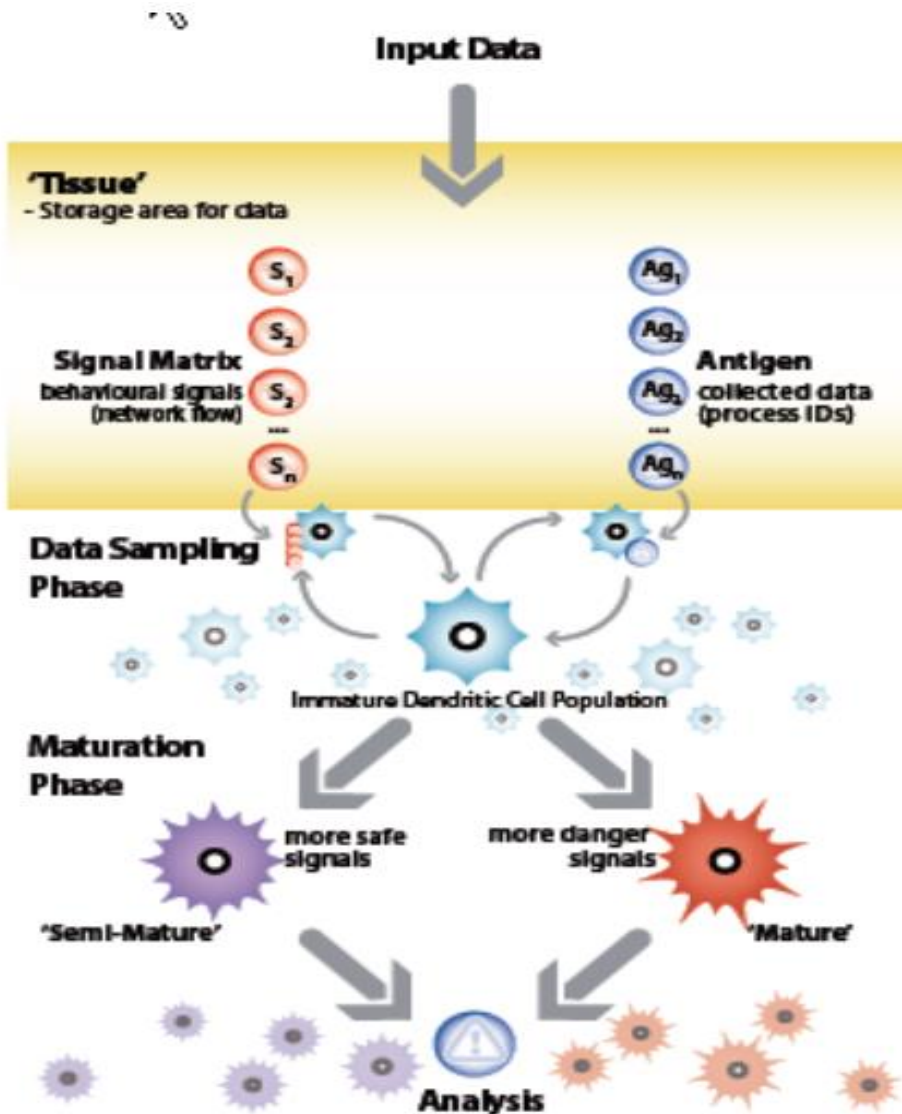 Input Data
'Tissue'
- Storage area for data
S1
Ag1
S2
Ag2
Signal Matrix
behavioural signals
(network flow)
S3
...
Sn
Antigen
collected data
(process IDs)
Ag3
...
Agn
Data Sampling
Phase
Immature Dendritic Cell Population
Maturation
Phase
more safe
signals
more danger
signals
'Semi-Mature'
'Mature'
Analysis